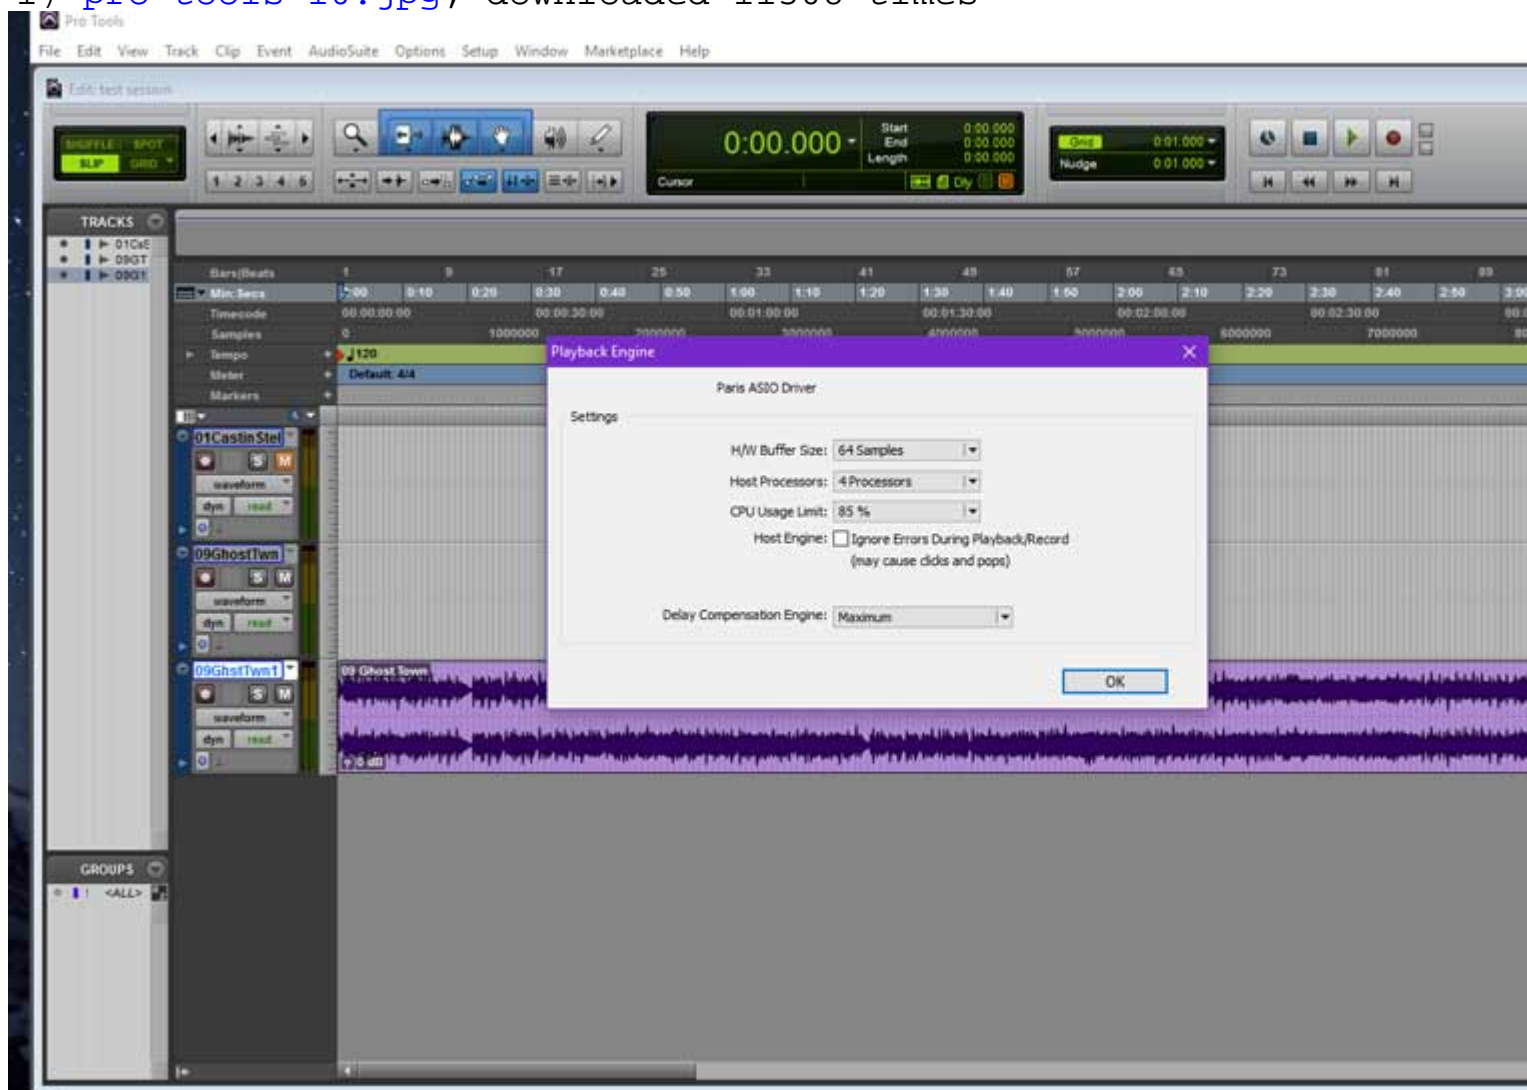 1) pro-tools-10.jpg, downloaded 11506 times
Pro Tools
File Edit View Track Clip Event AudioSuite Options Setup Window Marketplace Help
Edit: test session
SHUFFLE SPOT
SLIP GRID
1 2 3 4 5
0:00.000
Start 0:00.000
End 0:00.000
Length 0:00.000
Cursor
Dly
Grid 0:01.000
Nudge 0:01.000
TRACKS
01CsS
09GT
09GT
Bars|Beats 1 9 17 25 33 41 49 57 65 73 81 89
Min:Secs 0:00 0:10 0:20 0:30 0:40 0:50 1:00 1:10 1:20 1:30 1:40 1:50 2:00 2:10 2:20 2:30 2:40 2:50 3:00
Timecode 00:00:00:00 00:00:30:00 00:01:00:00 00:01:30:00 00:02:00:00 00:02:30:00
Samples 0 1000000 2000000 3000000 4000000 5000000 6000000 7000000
Tempo 120
Meter Default: 4/4
Markers
Playback Engine
Paris ASIO Driver
Settings
H/W Buffer Size: 64 Samples
Host Processors: 4 Processors
CPU Usage Limit: 85 %
Host Engine: Ignore Errors During Playback/Record
(may cause clicks and pops)
Delay Compensation Engine: Maximum
OK
01CastinStel
S M
waveform
dyn read
09GhostTwn
S M
waveform
dyn read
09GhstTwn1
S M
waveform
dyn read
09 Ghost Town
0 dB
GROUPS
! <ALL>